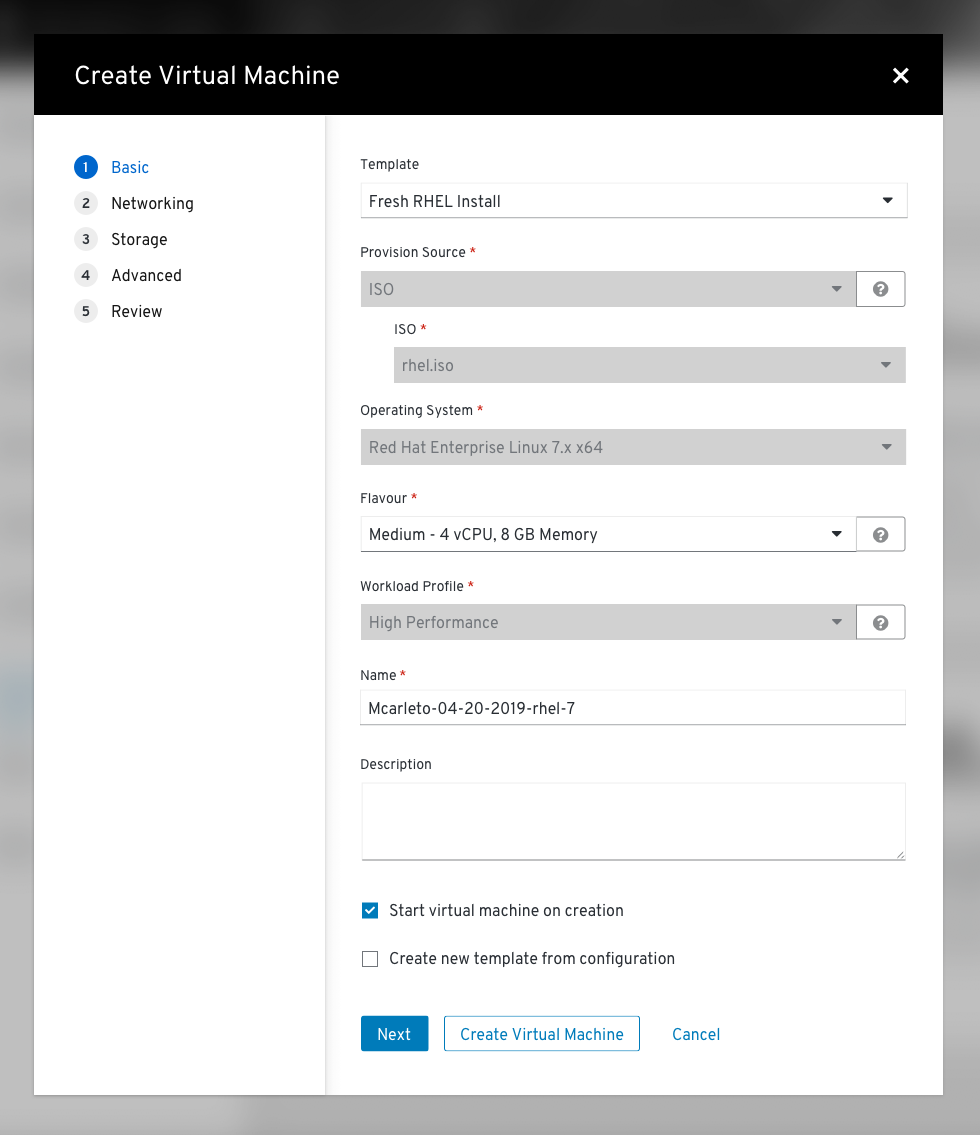 Create Virtual Machine
1 Basic
2 Networking
3 Storage
4 Advanced
5 Review
Template
Fresh RHEL Install
Provision Source *
ISO
?
ISO *
rhel.iso
Operating System *
Red Hat Enterprise Linux 7.x x64
Flavour *
Medium - 4 vCPU, 8 GB Memory
?
Workload Profile *
High Performance
?
Name *
Mcarleto-04-20-2019-rhel-7
Description
Start virtual machine on creation
Create new template from configuration
Next Create Virtual Machine Cancel